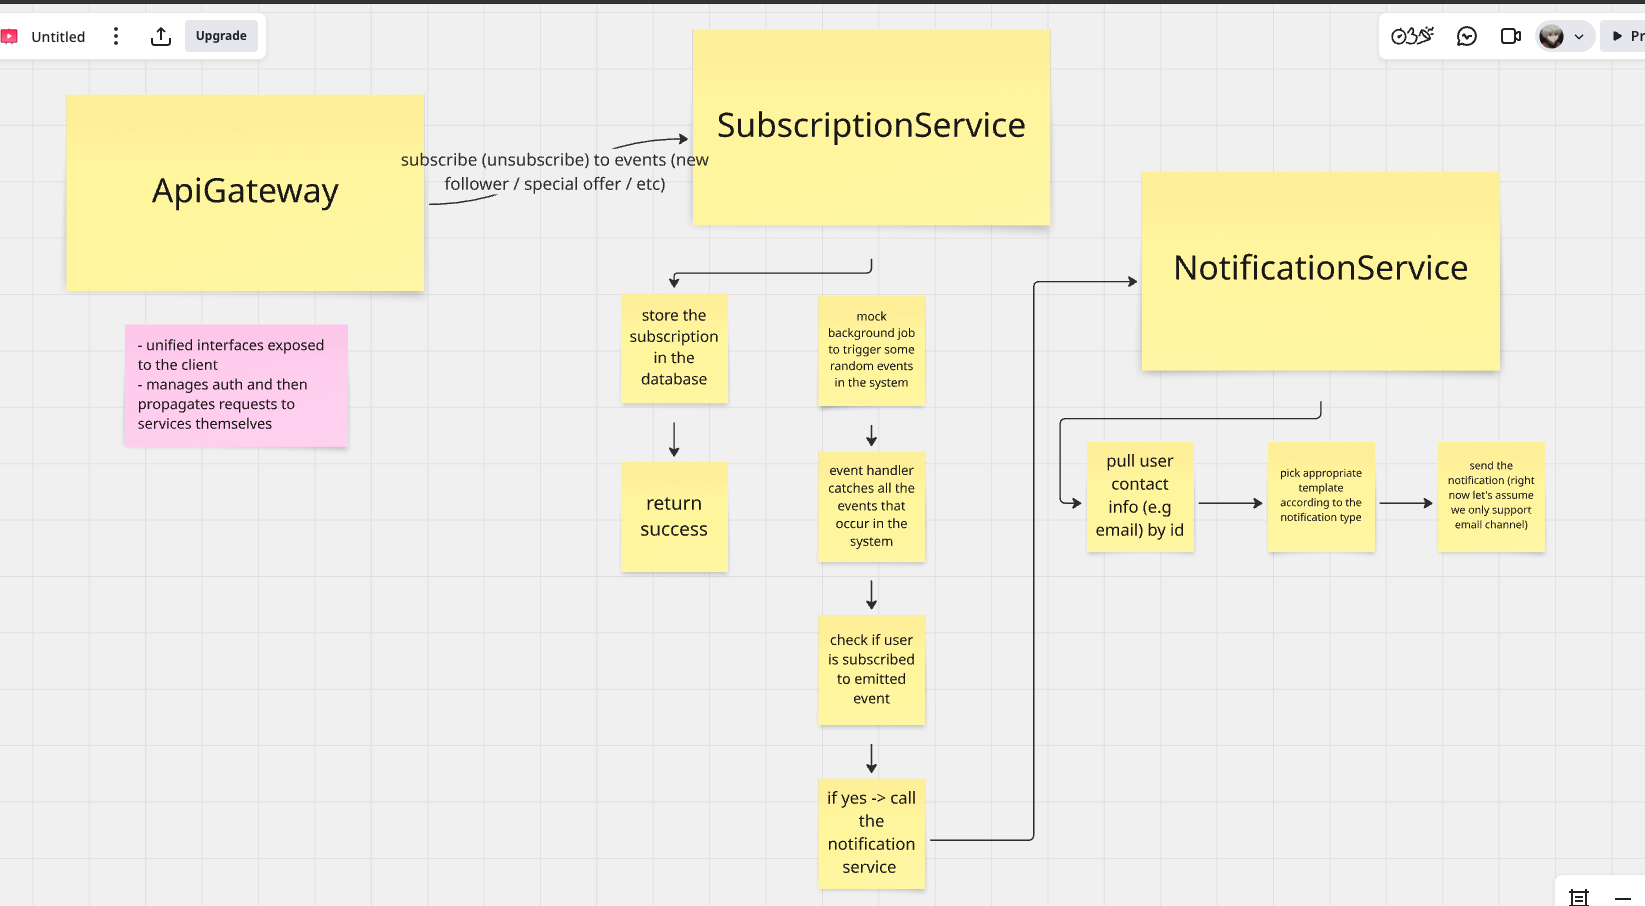 Untitled
Upgrade
Pr
SubscriptionService
ApiGateway
subscribe (unsubscribe) to events (new
follower / special offer / etc)
NotificationService
- unified interfaces exposed
to the client
- manages auth and then
propagates requests to
services themselves
store the
subscription
in the
database
return
success
mock
background job
to trigger some
random events
in the system
event handler
catches all the
events that
occur in the
system
check if user
is subscribed
to emitted
event
if yes -> call
the
notification
service
pull user
contact
info (e.g
email) by id
pick appropriate
template
according to the
notification type
send the
notification (right
now let's assume
we only support
email channel)